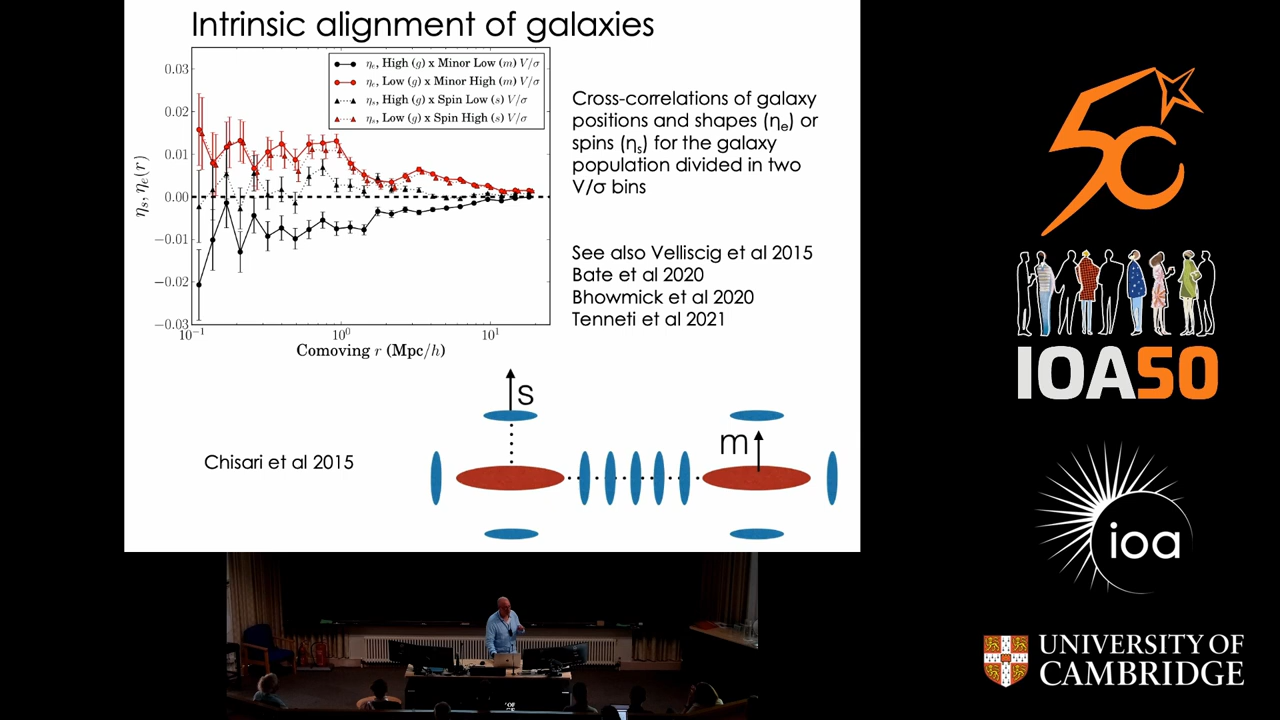 Intrinsic alignment of galaxies
0.03
0.02
0.01
0.00
−0.01
−0.02
−0.03
ηs, ηe(r)
ηe, High (g) x Minor Low (m) V/σ
ηe, Low (g) x Minor High (m) V/σ
ηs, High (g) x Spin Low (s) V/σ
ηs, Low (g) x Spin High (s) V/σ
10⁻¹
10⁰
10¹
Comoving r (Mpc/h)
Cross-correlations of galaxy
positions and shapes (ηe) or
spins (ηs) for the galaxy
population divided in two
V/σ bins
See also Velliscig et al 2015
Bate et al 2020
Bhowmick et al 2020
Tenneti et al 2021
s
m
Chisari et al 2015
50
IOA50
ioa
UNIVERSITY OF
CAMBRIDGE